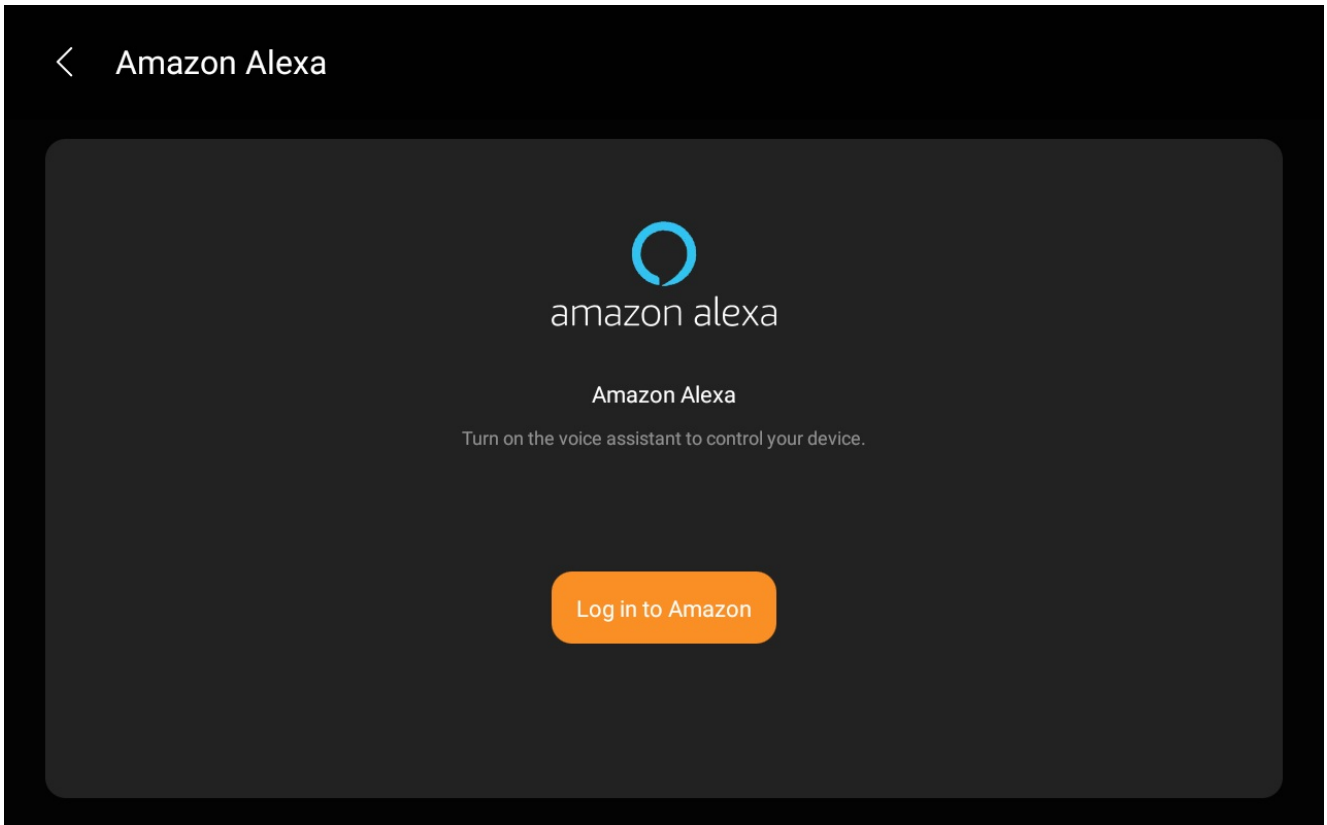 Amazon Alexa
amazon alexa
Amazon Alexa
Turn on the voice assistant to control your device.
Log in to Amazon